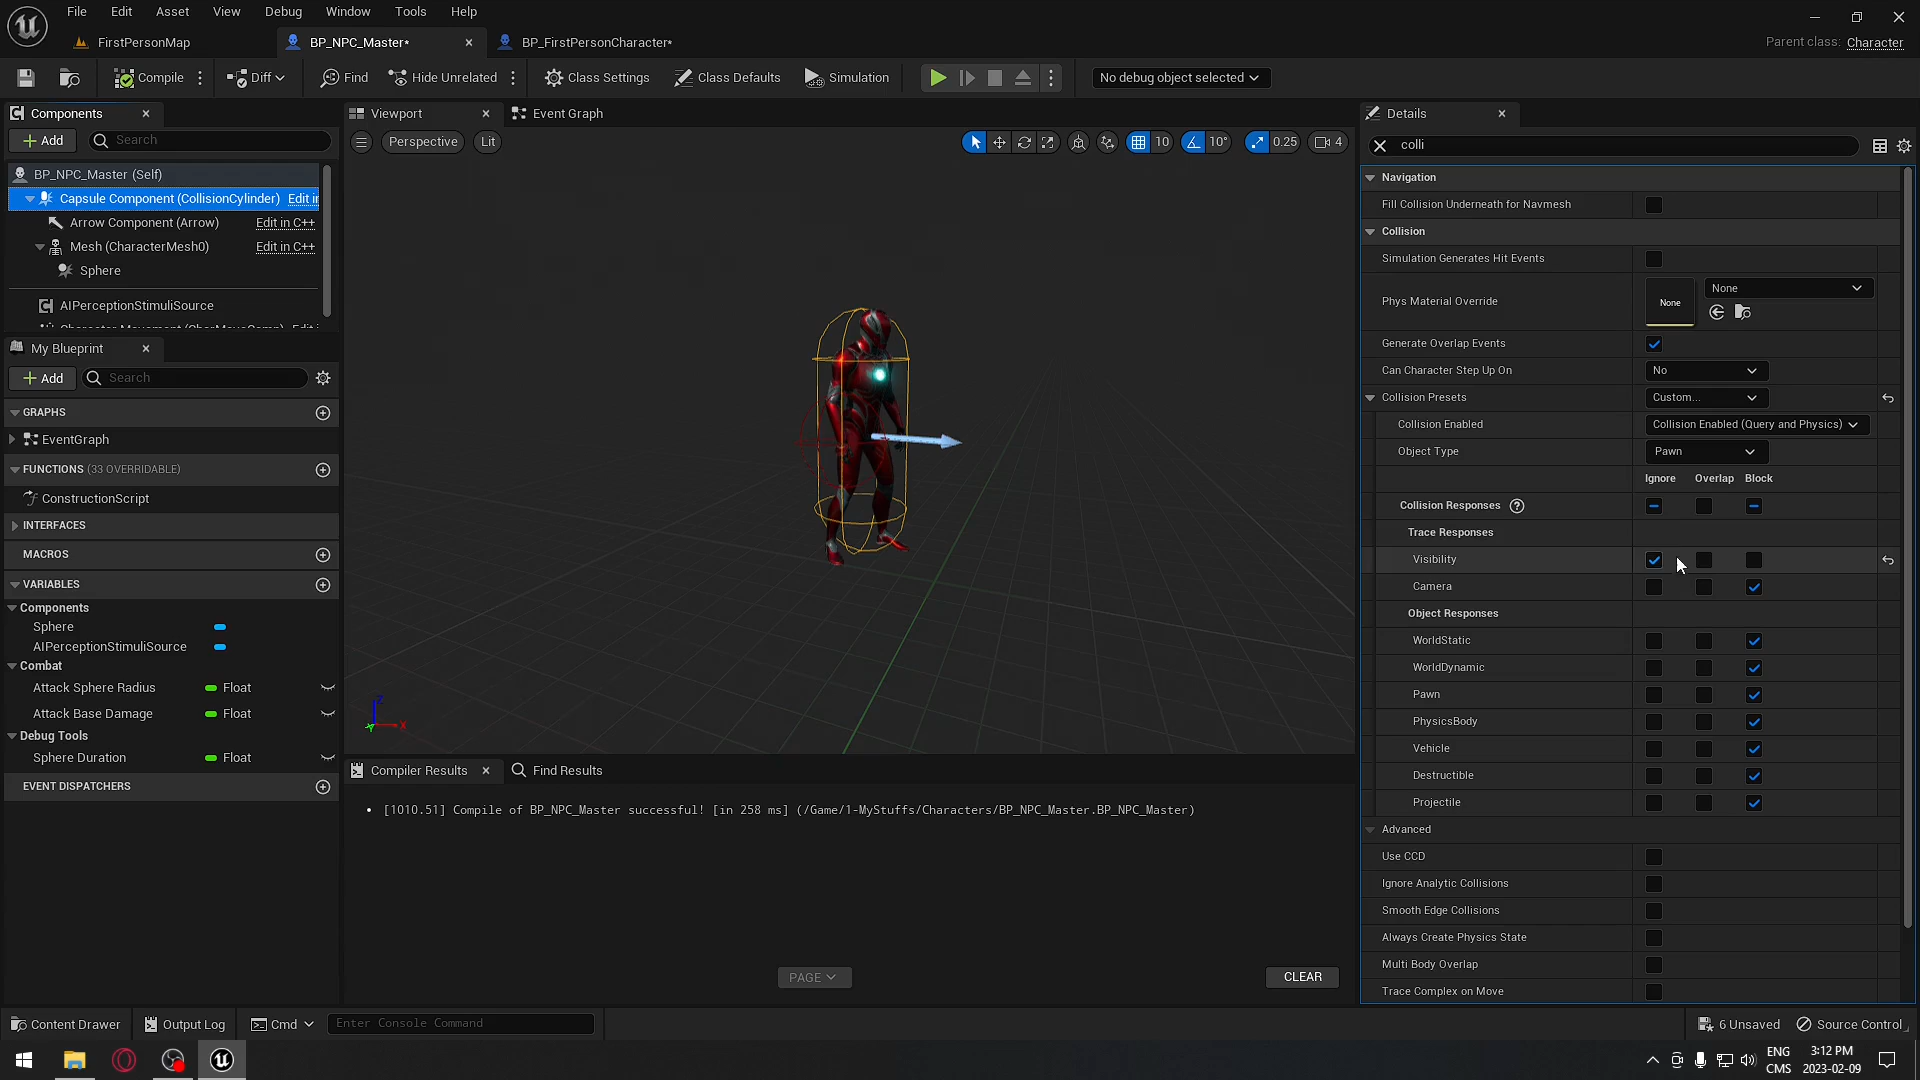 File Edit Asset View Debug Window Tools Help
FirstPersonMap BP_NPC_Master* BP_FirstPersonCharacter* Parent class: Character
Compile Diff Find Hide Unrelated Class Settings Class Defaults Simulation No debug object selected
Components
Add Search
BP_NPC_Master (Self)
Capsule Component (CollisionCylinder) Edit in
Arrow Component (Arrow) Edit in C++
Mesh (CharacterMesh0) Edit in C++
Sphere
AIPerceptionStimuliSource
My Blueprint
Add Search
GRAPHS
EventGraph
FUNCTIONS (33 OVERRIDABLE)
ConstructionScript
INTERFACES
MACROS
VARIABLES
Components
Sphere
AIPerceptionStimuliSource
Combat
Attack Sphere Radius Float
Attack Base Damage Float
Debug Tools
Sphere Duration Float
EVENT DISPATCHERS
Viewport Event Graph
Perspective Lit 10 10° 0.25 4
Z
X
Y
Compiler Results Find Results
• [1010.51] Compile of BP_NPC_Master successful! [in 258 ms] (/Game/1-MyStuffs/Characters/BP_NPC_Master.BP_NPC_Master)
PAGE CLEAR
Details
colli
Navigation
Fill Collision Underneath for Navmesh
Collision
Simulation Generates Hit Events
Phys Material Override None None
Generate Overlap Events
Can Character Step Up On No
Collision Presets Custom...
Collision Enabled Collision Enabled (Query and Physics)
Object Type Pawn
Ignore Overlap Block
Collision Responses ?
Trace Responses
Visibility
Camera
Object Responses
WorldStatic
WorldDynamic
Pawn
PhysicsBody
Vehicle
Destructible
Projectile
Advanced
Use CCD
Ignore Analytic Collisions
Smooth Edge Collisions
Always Create Physics State
Multi Body Overlap
Trace Complex on Move
Content Drawer Output Log Cmd Enter Console Command 6 Unsaved Source Control
ENG
CMS
3:12 PM
2023-02-09